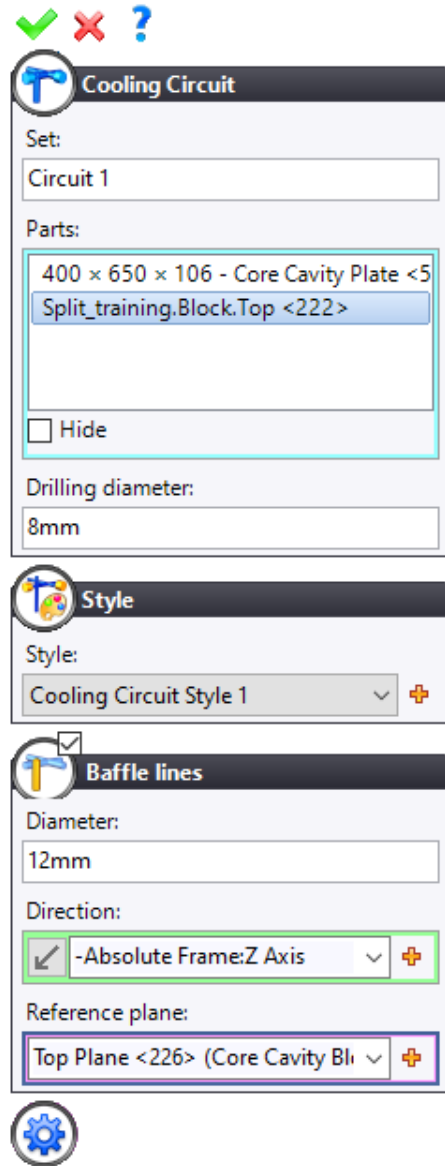 Cooling Circuit
Set:
Circuit 1
Parts:
400 × 650 × 106 - Core Cavity Plate <5
Split_training.Block.Top <222>
Hide
Drilling diameter:
8mm
Style
Style:
Cooling Circuit Style 1
Baffle lines
Diameter:
12mm
Direction:
-Absolute Frame:Z Axis
Reference plane:
Top Plane <226> (Core Cavity Bl